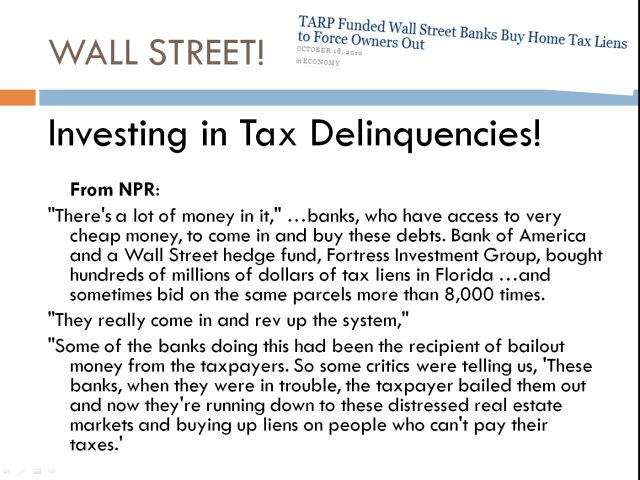 WALL STREET!
TARP Funded Wall Street Banks Buy Home Tax Liens
to Force Owners Out
OCTOBER 18, 2010
in ECONOMY
Investing in Tax Delinquencies!
From NPR:
"There's a lot of money in it," …banks, who have access to very
cheap money, to come in and buy these debts. Bank of America
and a Wall Street hedge fund, Fortress Investment Group, bought
hundreds of millions of dollars of tax liens in Florida …and
sometimes bid on the same parcels more than 8,000 times.
"They really come in and rev up the system,"
"Some of the banks doing this had been the recipient of bailout
money from the taxpayers. So some critics were telling us, 'These
banks, when they were in trouble, the taxpayer bailed them out
and now they're running down to these distressed real estate
markets and buying up liens on people who can't pay their
taxes.'